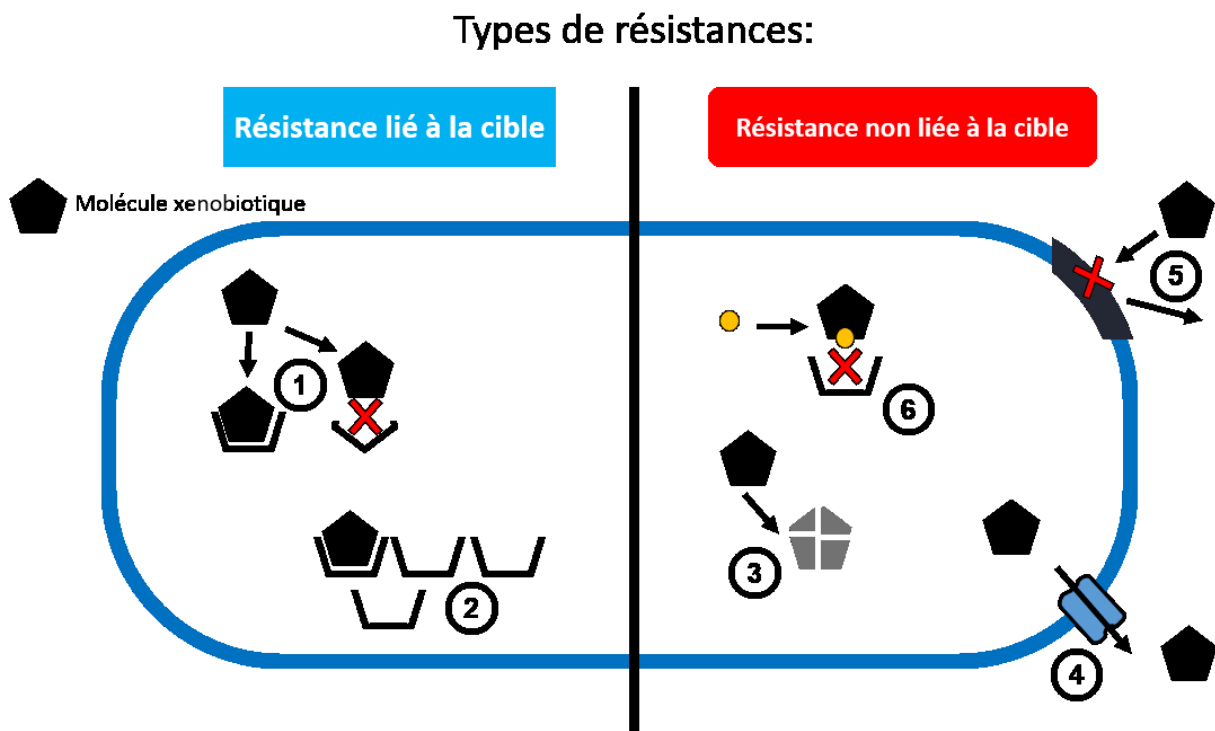 Types de résistances:
Résistance lié à la cible
Résistance non liée à la cible
Molécule xenobiotique
5
1
6
3
2
4